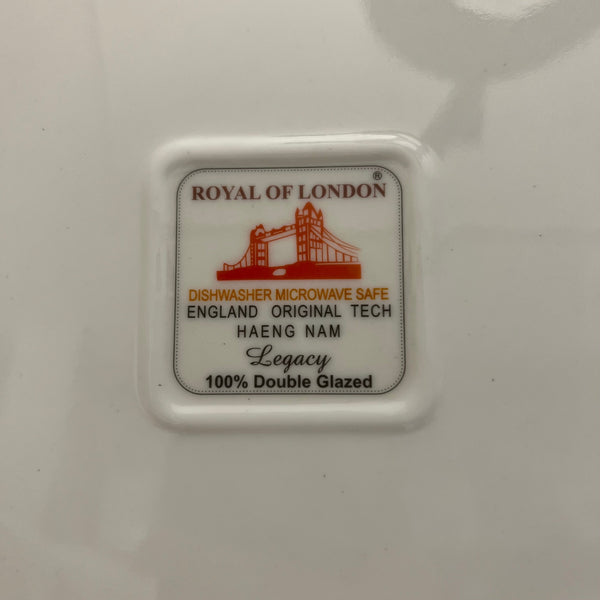 ROYAL OF LONDON®
DISHWASHER MICROWAVE SAFE
ENGLAND ORIGINAL TECH
HAENG NAM
Legacy
100% Double Glazed